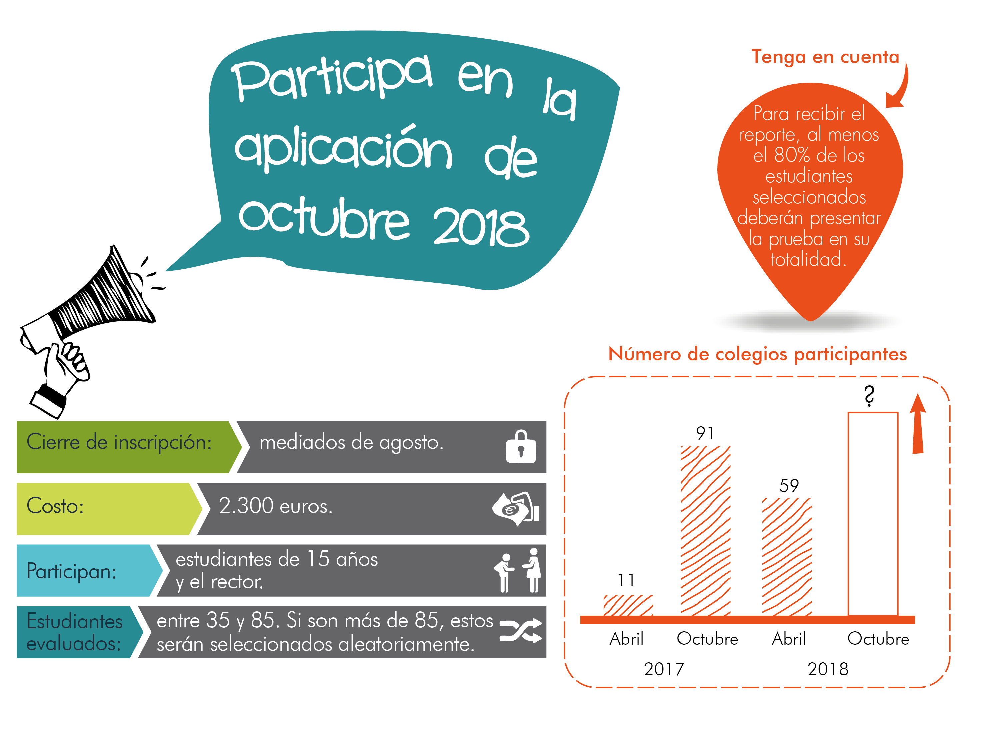 Participa en la
aplicación de
octubre 2018
Tenga en cuenta
Para recibir el
reporte, al menos
el 80% de los
estudiantes
seleccionados
deberán presentar
la prueba en su
totalidad.
Cierre de inscripción:
mediados de agosto.
Costo:
2.300 euros.
€
Participan:
estudiantes de 15 años
y el rector.
Estudiantes
evaluados:
entre 35 y 85. Si son más de 85, estos
serán seleccionados aleatoriamente.
Número de colegios participantes
11
91
59
?
Abril
Octubre
Abril
Octubre
2017
2018